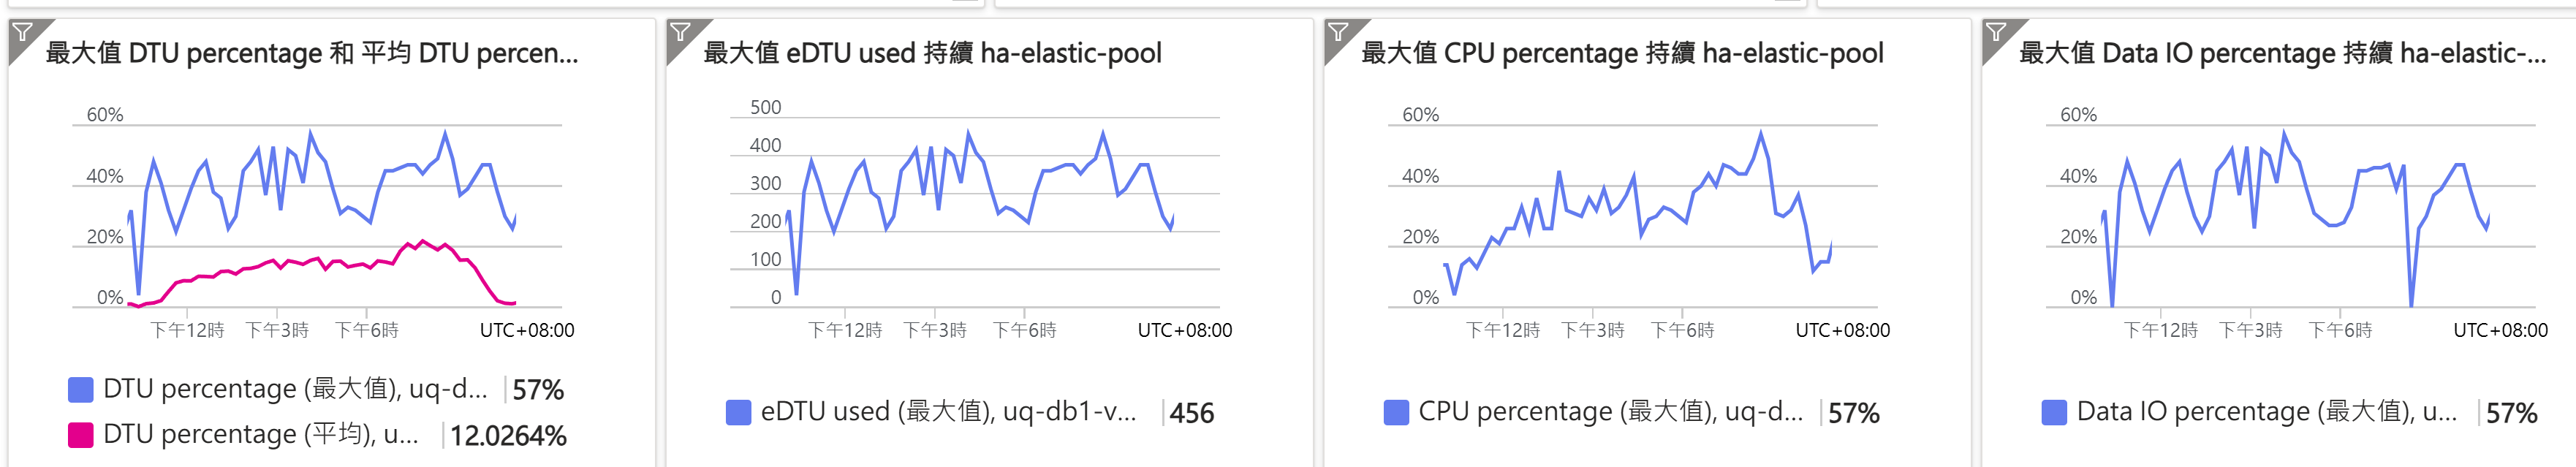 最大值 DTU percentage 和 平均 DTU percen...
60%
40%
20%
0%
下午12時 下午3時 下午6時 UTC+08:00
DTU percentage (最大值), uq-d... 57%
DTU percentage (平均), u... 12.0264%
最大值 eDTU used 持續 ha-elastic-pool
500
400
300
200
100
0
下午12時 下午3時 下午6時 UTC+08:00
eDTU used (最大值), uq-db1-v... 456
最大值 CPU percentage 持續 ha-elastic-pool
60%
40%
20%
0%
下午12時 下午3時 下午6時 UTC+08:00
CPU percentage (最大值), uq-d... 57%
最大值 Data IO percentage 持續 ha-elastic-...
60%
40%
20%
0%
下午12時 下午3時 下午6時 UTC+08:00
Data IO percentage (最大值), u... 57%